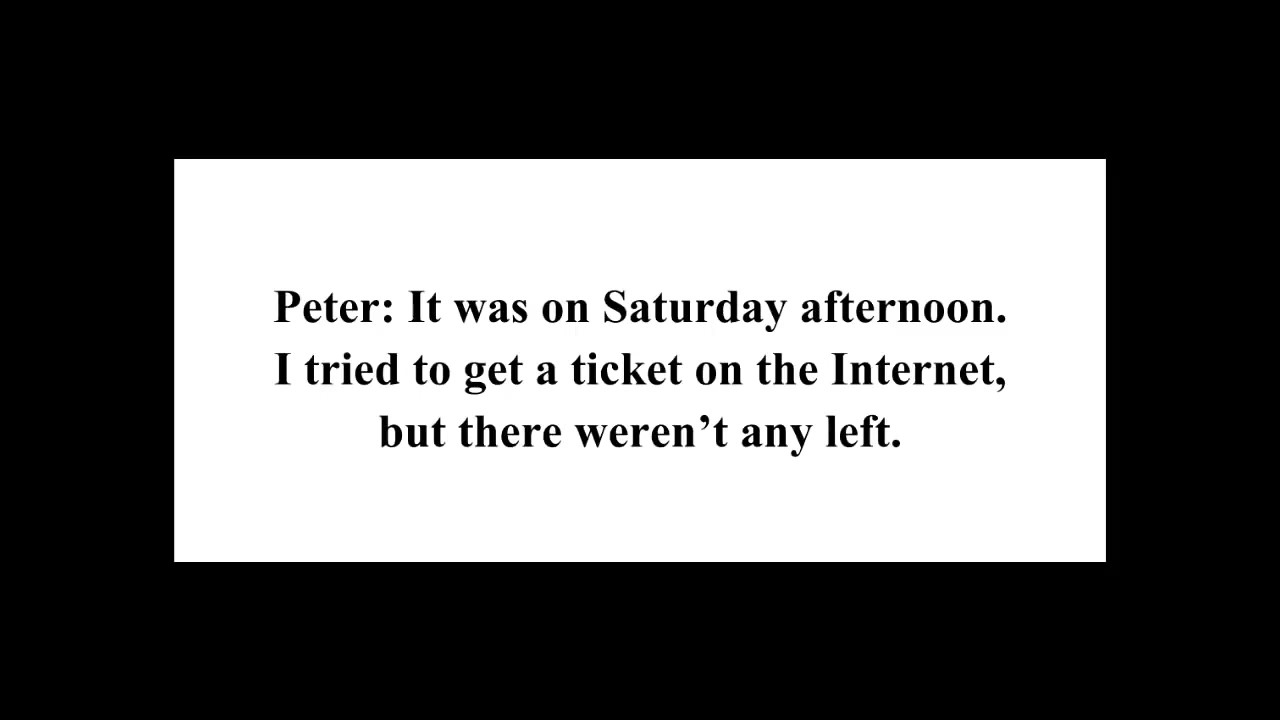 Peter: It was on Saturday afternoon.
I tried to get a ticket on the Internet,
but there weren’t any left.